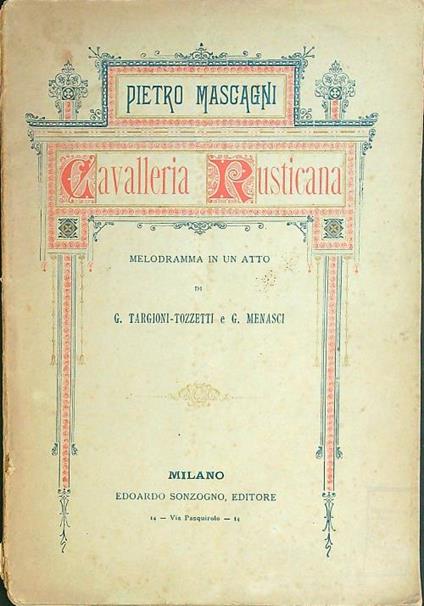 PIETRO MASCAGNI
Cavalleria Rusticana
MELODRAMMA IN UN ATTO
DI
G. TARGIONI-TOZZETTI e G. MENASCI
MILANO
EDOARDO SONZOGNO, EDITORE
14 — Via Pasquirolo — 14